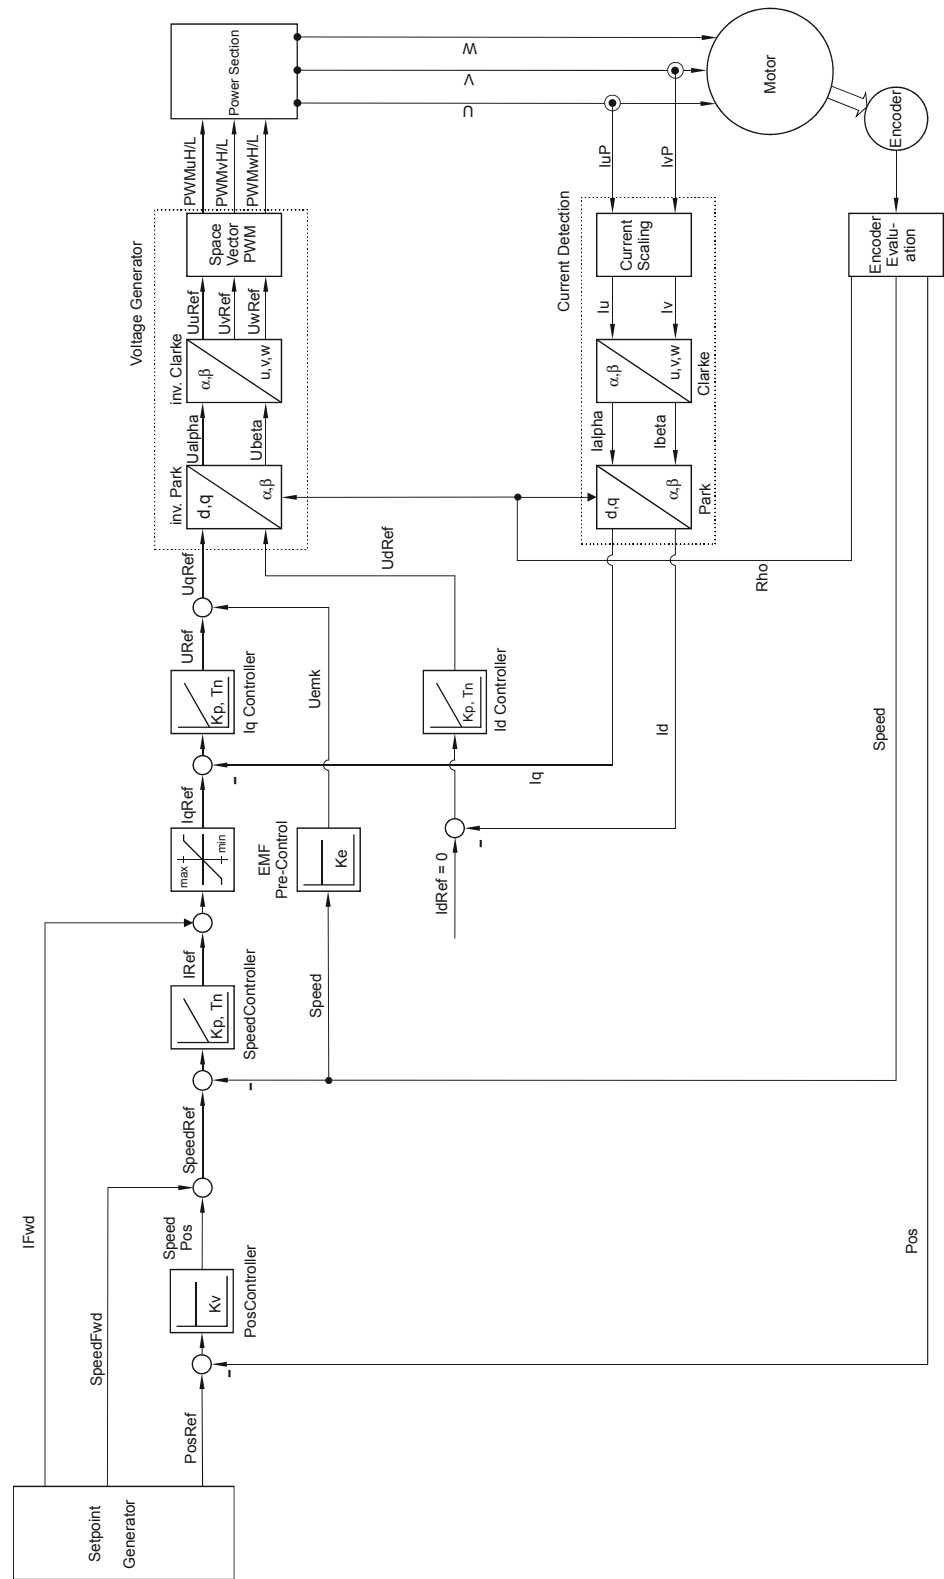 Setpoint
Generator
IFwd
SpeedFwd
PosRef
Kv
PosController
Speed
Pos
SpeedRef
Kp, Tn
SpeedController
IRef
max
min
IqRef
Kp, Tn
Iq Controller
URef
UqRef
Voltage Generator
inv. Park
d,q
α,β
Ualpha
Ubeta
inv. Clarke
α,β
u,v,w
UuRef
UvRef
UwRef
Space
Vector
PWM
PWMuH/L
PWMvH/L
PWMwH/L
Power Section
Speed
EMF
Pre-Control
Ke
Uemk
IdRef = 0
Kp, Tn
Id Controller
UdRef
Iq
Id
Current Detection
d,q
α,β
Park
Ialpha
Ibeta
α,β
u,v,w
Clarke
Iu
Iv
Current
Scaling
IuP
IvP
U
V
W
Motor
Encoder
Encoder
Evalu-
ation
Rho
Speed
Pos